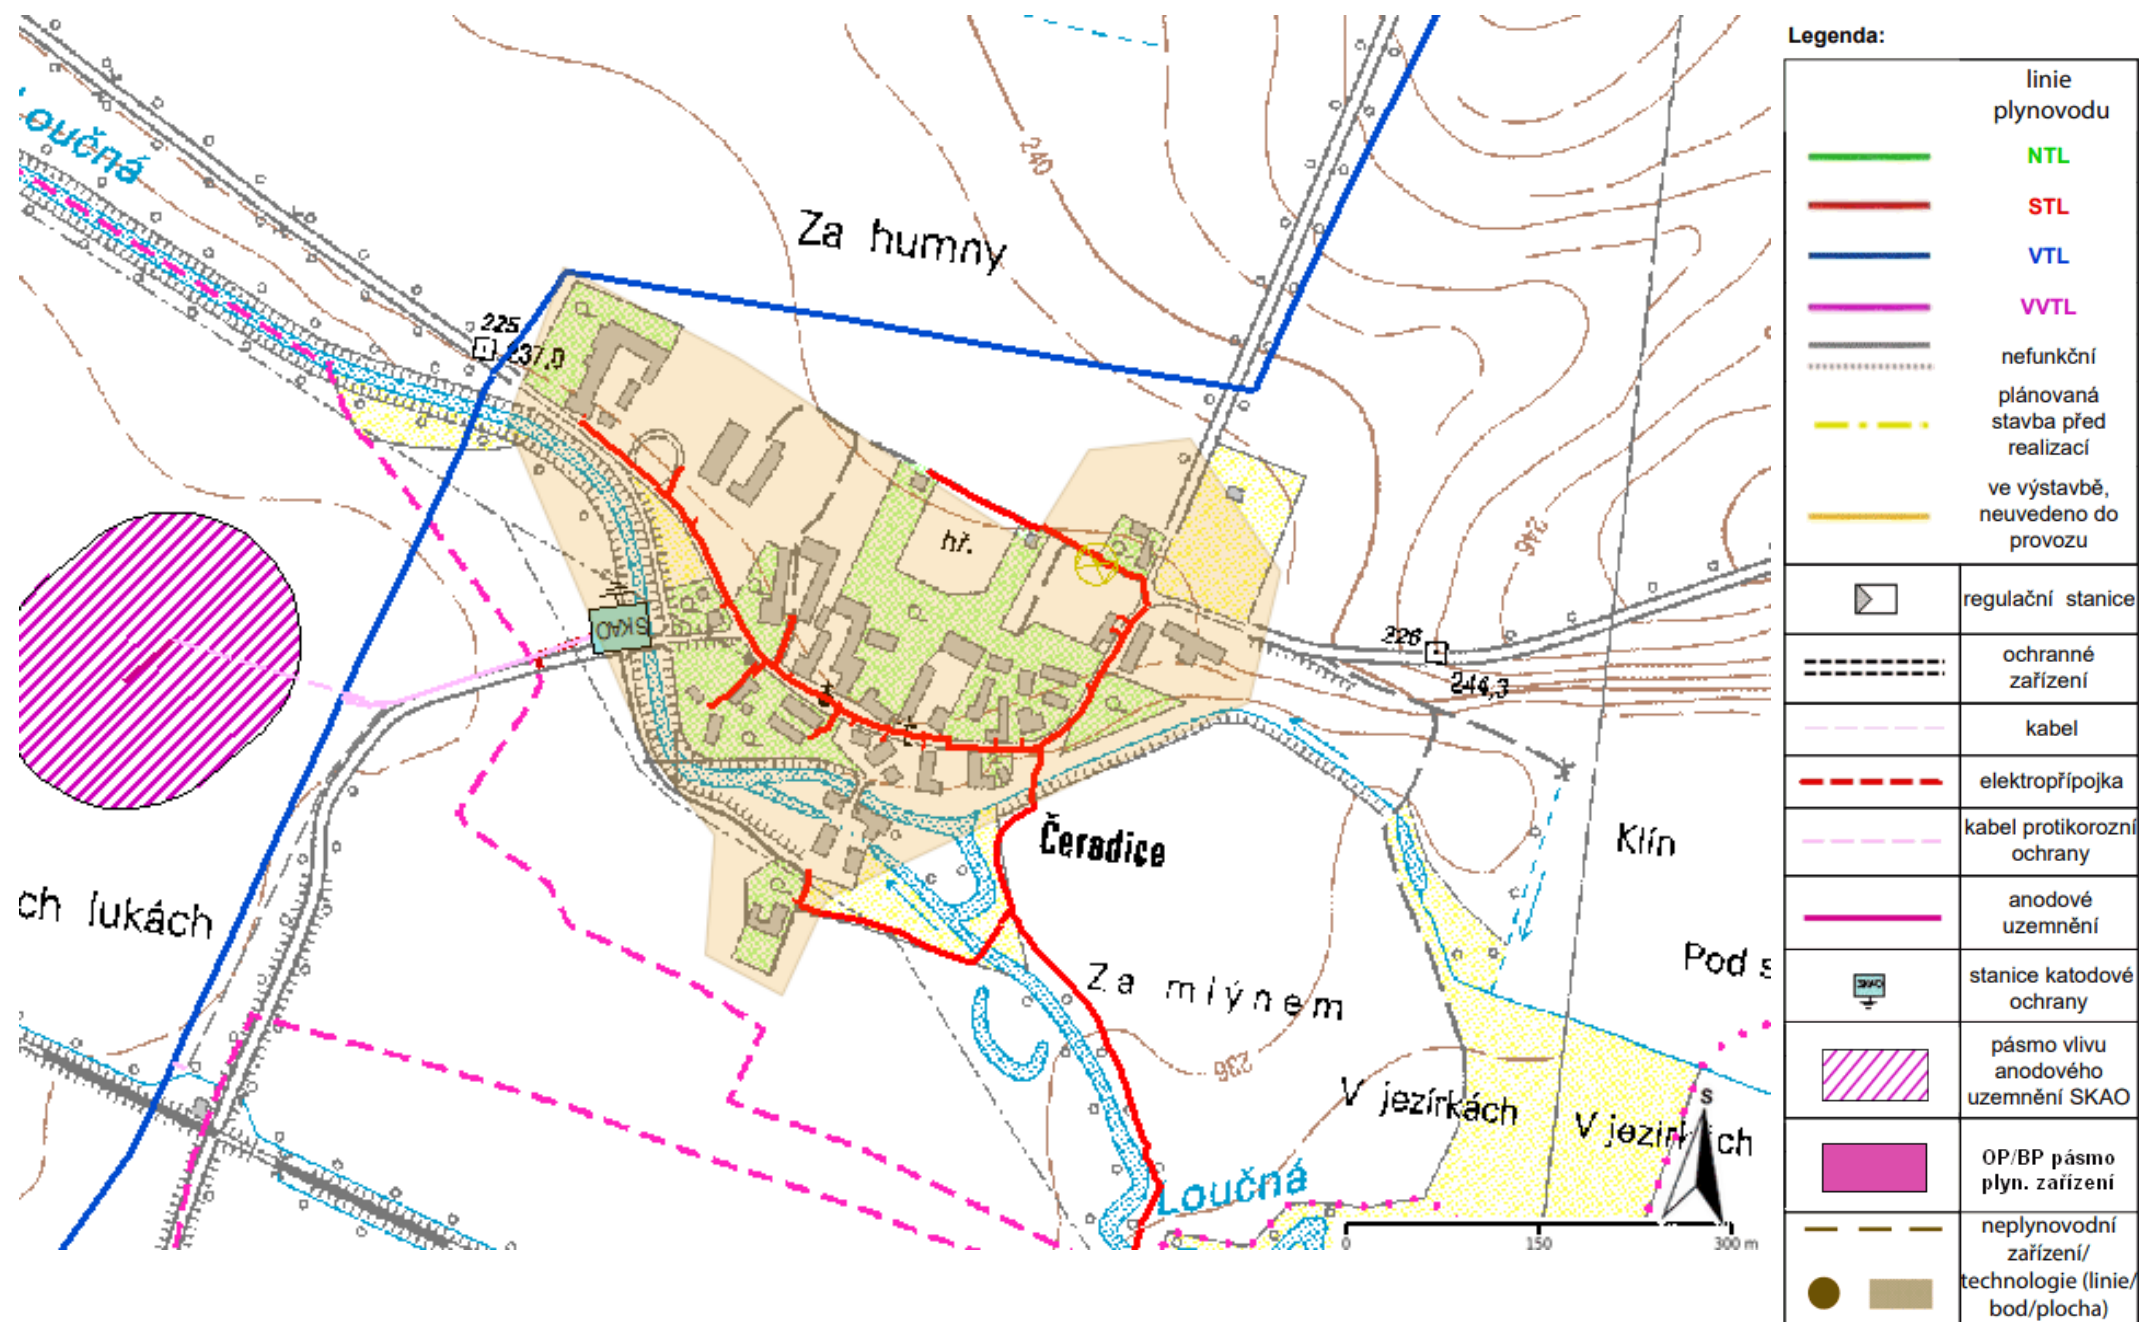 Loučná
Za humny
240
225
237,0
hř.
SKAO
246
226
244,3
Čeradice
Klín
ch lukách
Za mlýnem
Pod s
236
V jezírkách
V jezírkách
Loučná
S
0 150 300 m
Legenda:
linie
plynovodu
NTL
STL
VTL
VVTL
nefunkční
plánovaná
stavba před
realizací
ve výstavbě,
neuvedeno do
provozu
regulační stanice
ochranné
zařízení
kabel
elektropřípojka
kabel protikorozní
ochrany
anodové
uzemnění
SKAO
stanice katodové
ochrany
pásmo vlivu
anodového
uzemnění SKAO
OP/BP pásmo
plyn. zařízení
neplynovodní
zařízení/
technologie (linie/
bod/plocha)